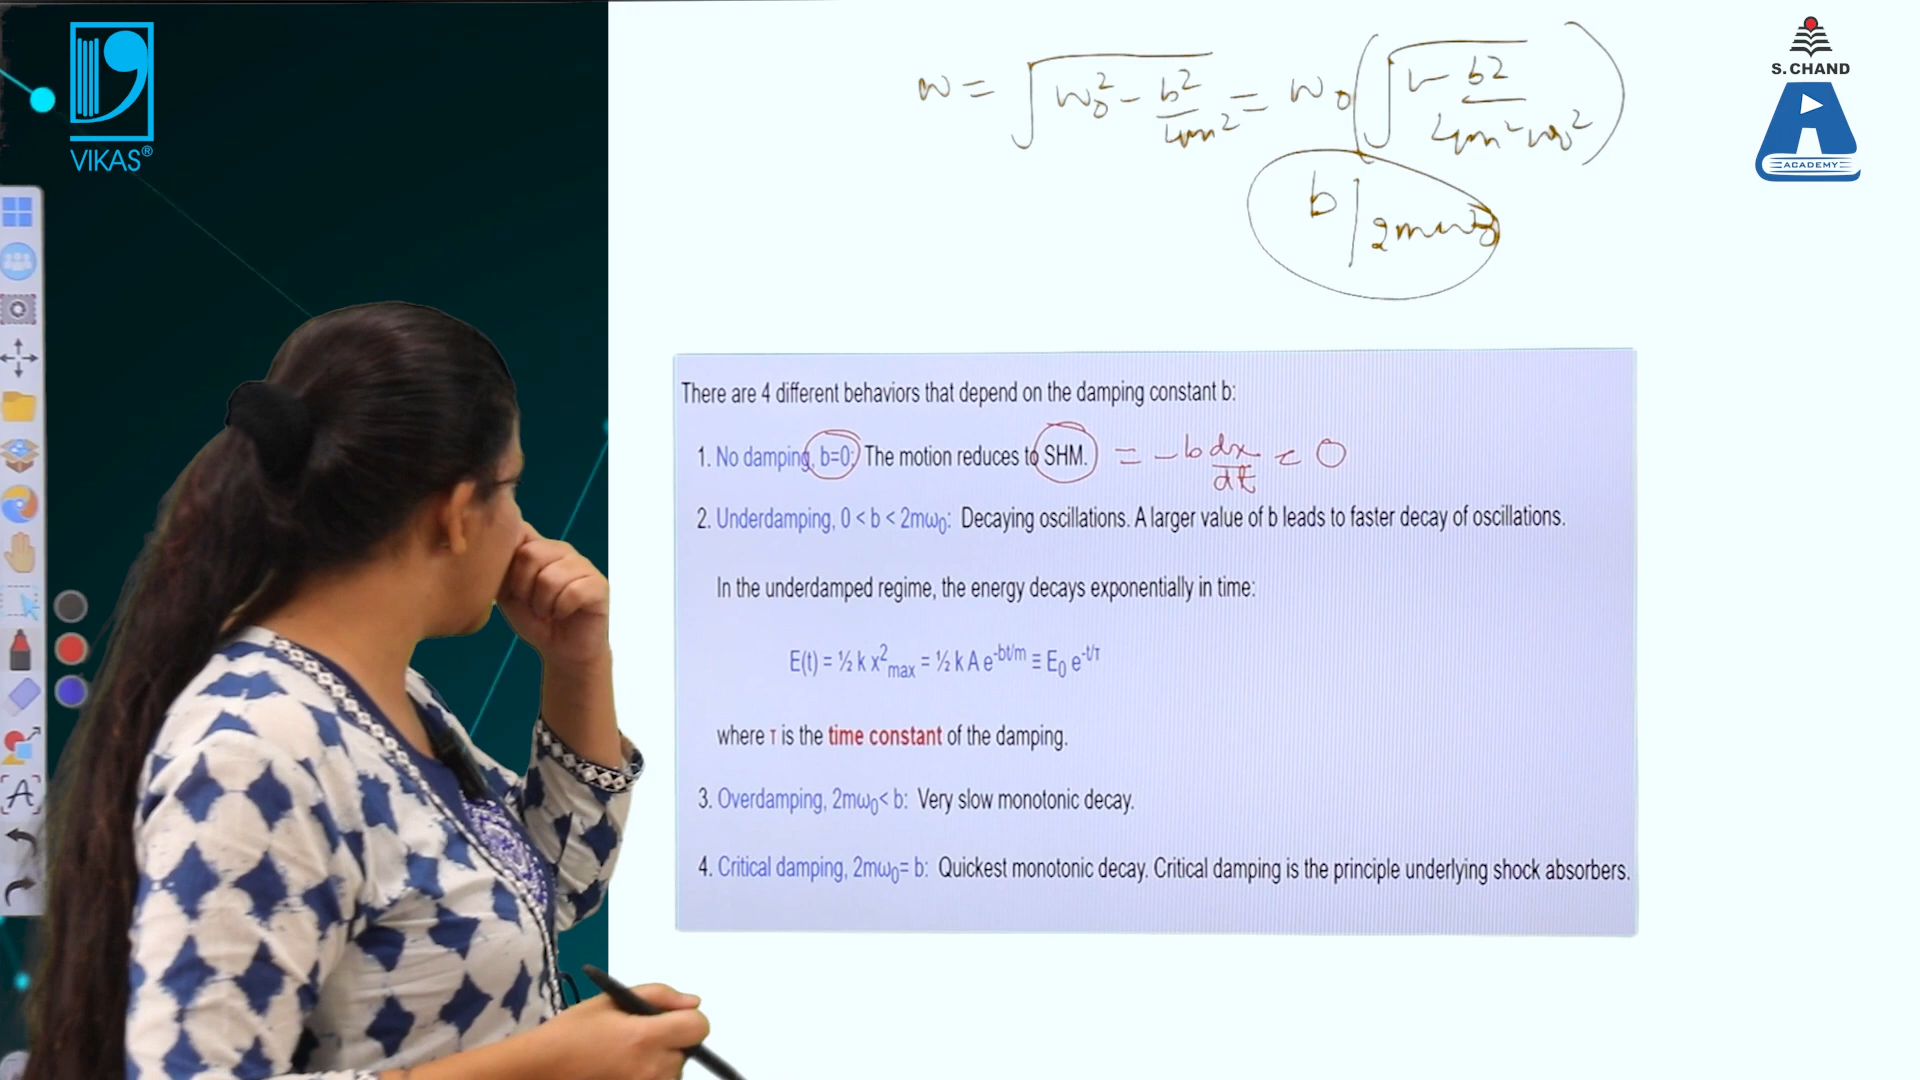 VIKAS®
S. CHAND
ACADEMY
w = √(w₀² - b²/4m²) = w₀(√(1 - b²/4m²w₀²))
b/2mw₀
There are 4 different behaviors that depend on the damping constant b:
1. No damping, b=0: The motion reduces to SHM. = -b dx/dt = 0
2. Underdamping, 0 < b < 2mω₀: Decaying oscillations. A larger value of b leads to faster decay of oscillations.
In the underdamped regime, the energy decays exponentially in time:
E(t) = ½ k x²max = ½ k A e^-bt/m ≡ E₀ e^-t/τ
where τ is the time constant of the damping.
3. Overdamping, 2mω₀< b: Very slow monotonic decay.
4. Critical damping, 2mω₀= b: Quickest monotonic decay. Critical damping is the principle underlying shock absorbers.